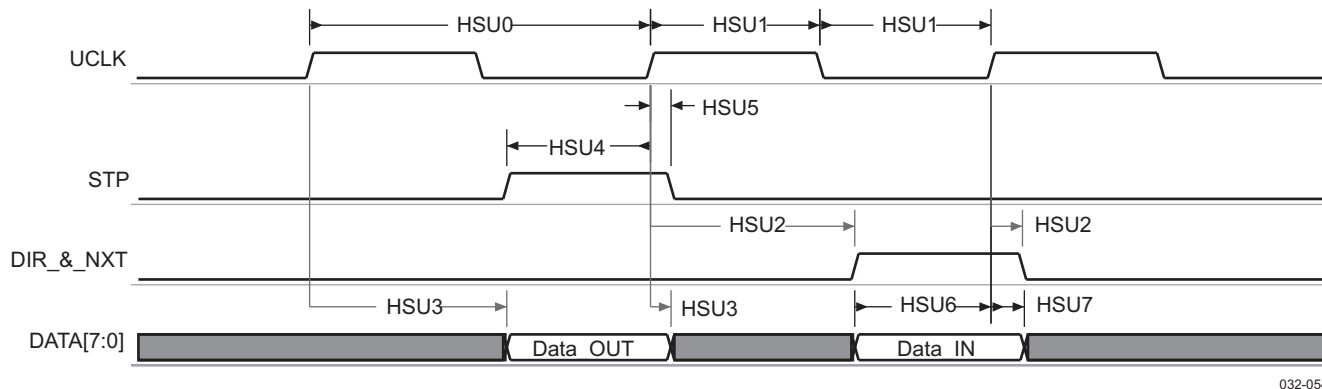 HSU0 HSU1 HSU1
UCLK
HSU5
HSU4
STP
HSU2 HSU2
DIR_&_NXT
HSU3 HSU3 HSU6 HSU7
DATA[7:0] Data_OUT Data_IN